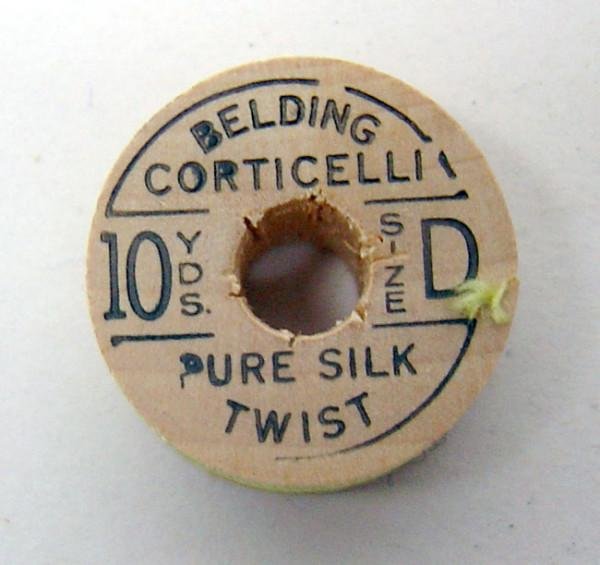 BELDING
CORTICELLI
10 YDS. SIZE D
PURE SILK
TWIST